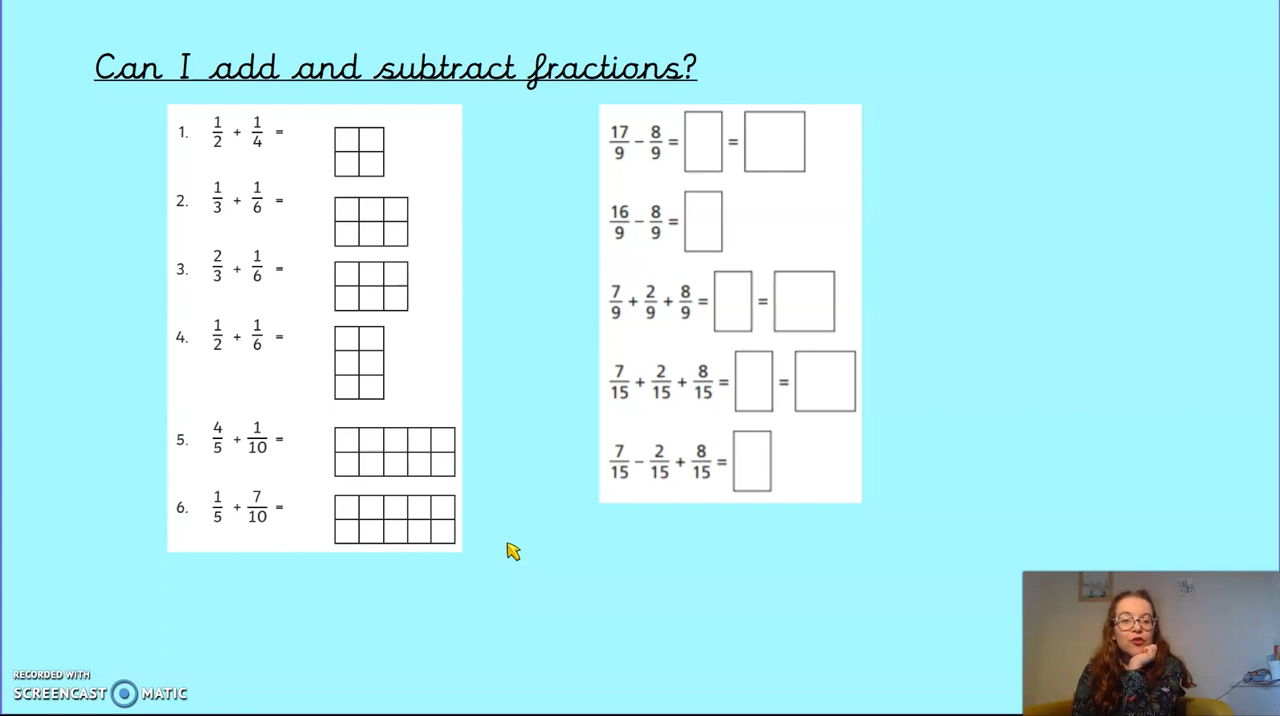 Can I add and subtract fractions?
1. 1/2 + 1/4 =
2. 1/3 + 1/6 =
3. 2/3 + 1/6 =
4. 1/2 + 1/6 =
5. 4/5 + 1/10 =
6. 1/5 + 7/10 =
17/9 − 8/9 = =
16/9 − 8/9 =
7/9 + 2/9 + 8/9 = =
7/15 + 2/15 + 8/15 = =
7/15 − 2/15 + 8/15 =
RECORDED WITH
SCREENCAST MATIC